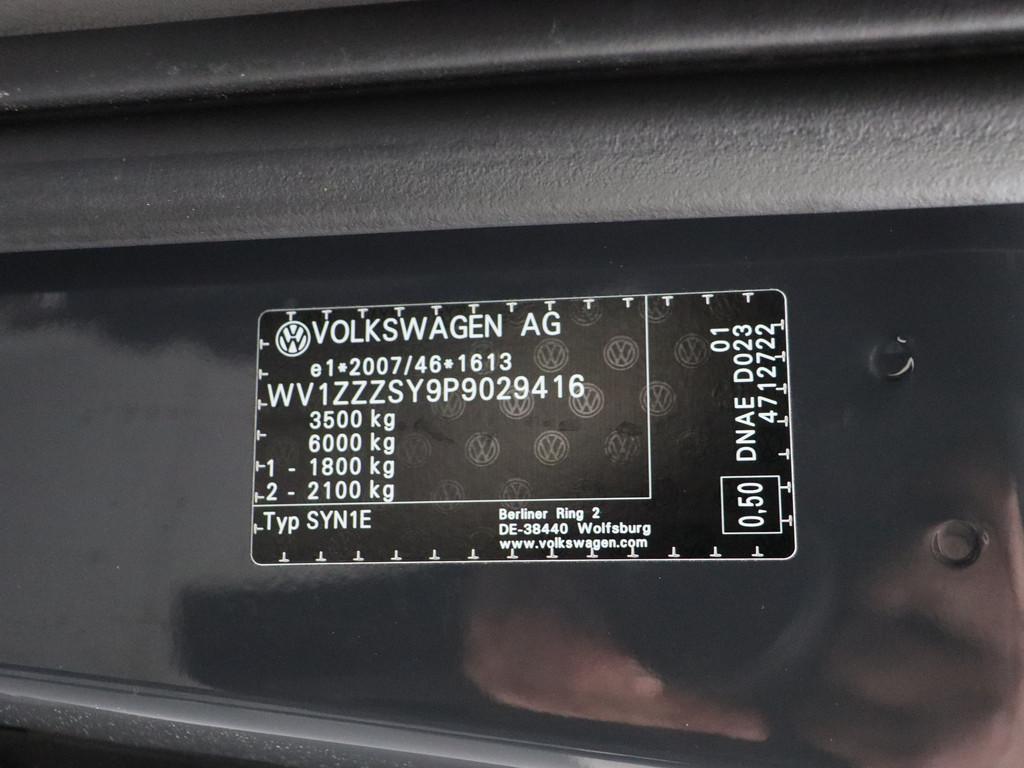 VOLKSWAGEN AG
e1*2007/46*1613
WV1ZZZSY9P9029416
3500 kg
6000 kg
1 - 1800 kg
2 - 2100 kg
Typ SYN1E
Berliner Ring 2
DE-38440 Wolfsburg
www.volkswagen.com
01
DNAE D023
4712722
0,50